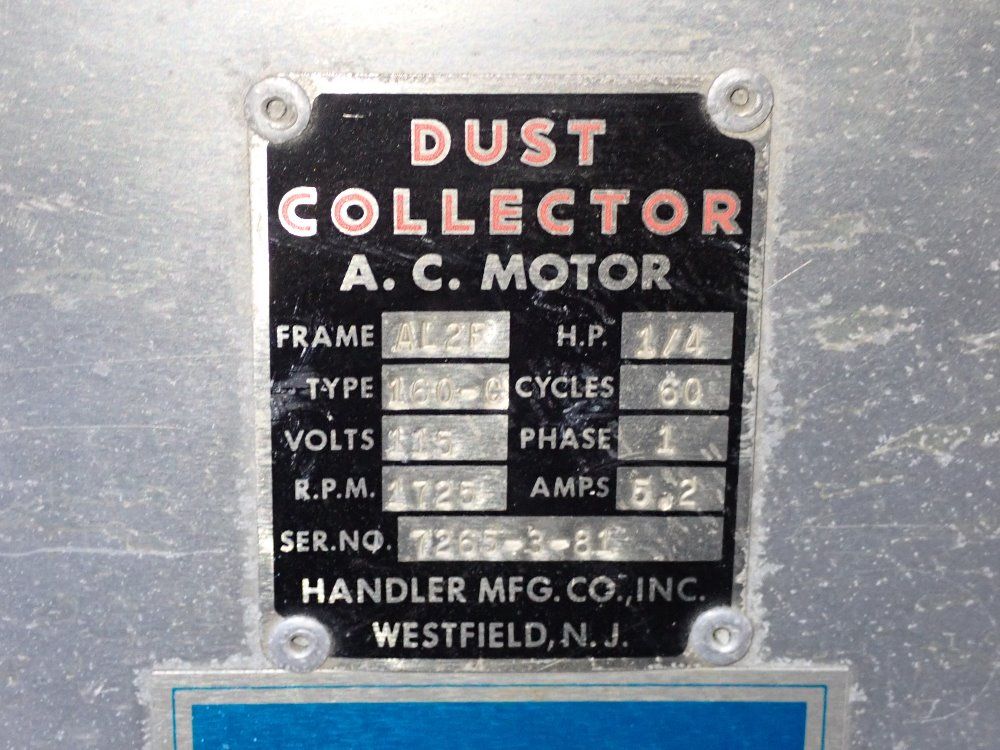 DUST
COLLECTOR
A. C. MOTOR
FRAME AL2F H.P. 1/4
TYPE 160-G CYCLES 60
VOLTS 115 PHASE 1
R.P.M. 1725 AMPS 5.2
SER.NO. 7265-3-81
HANDLER MFG. CO., INC.
WESTFIELD, N. J.